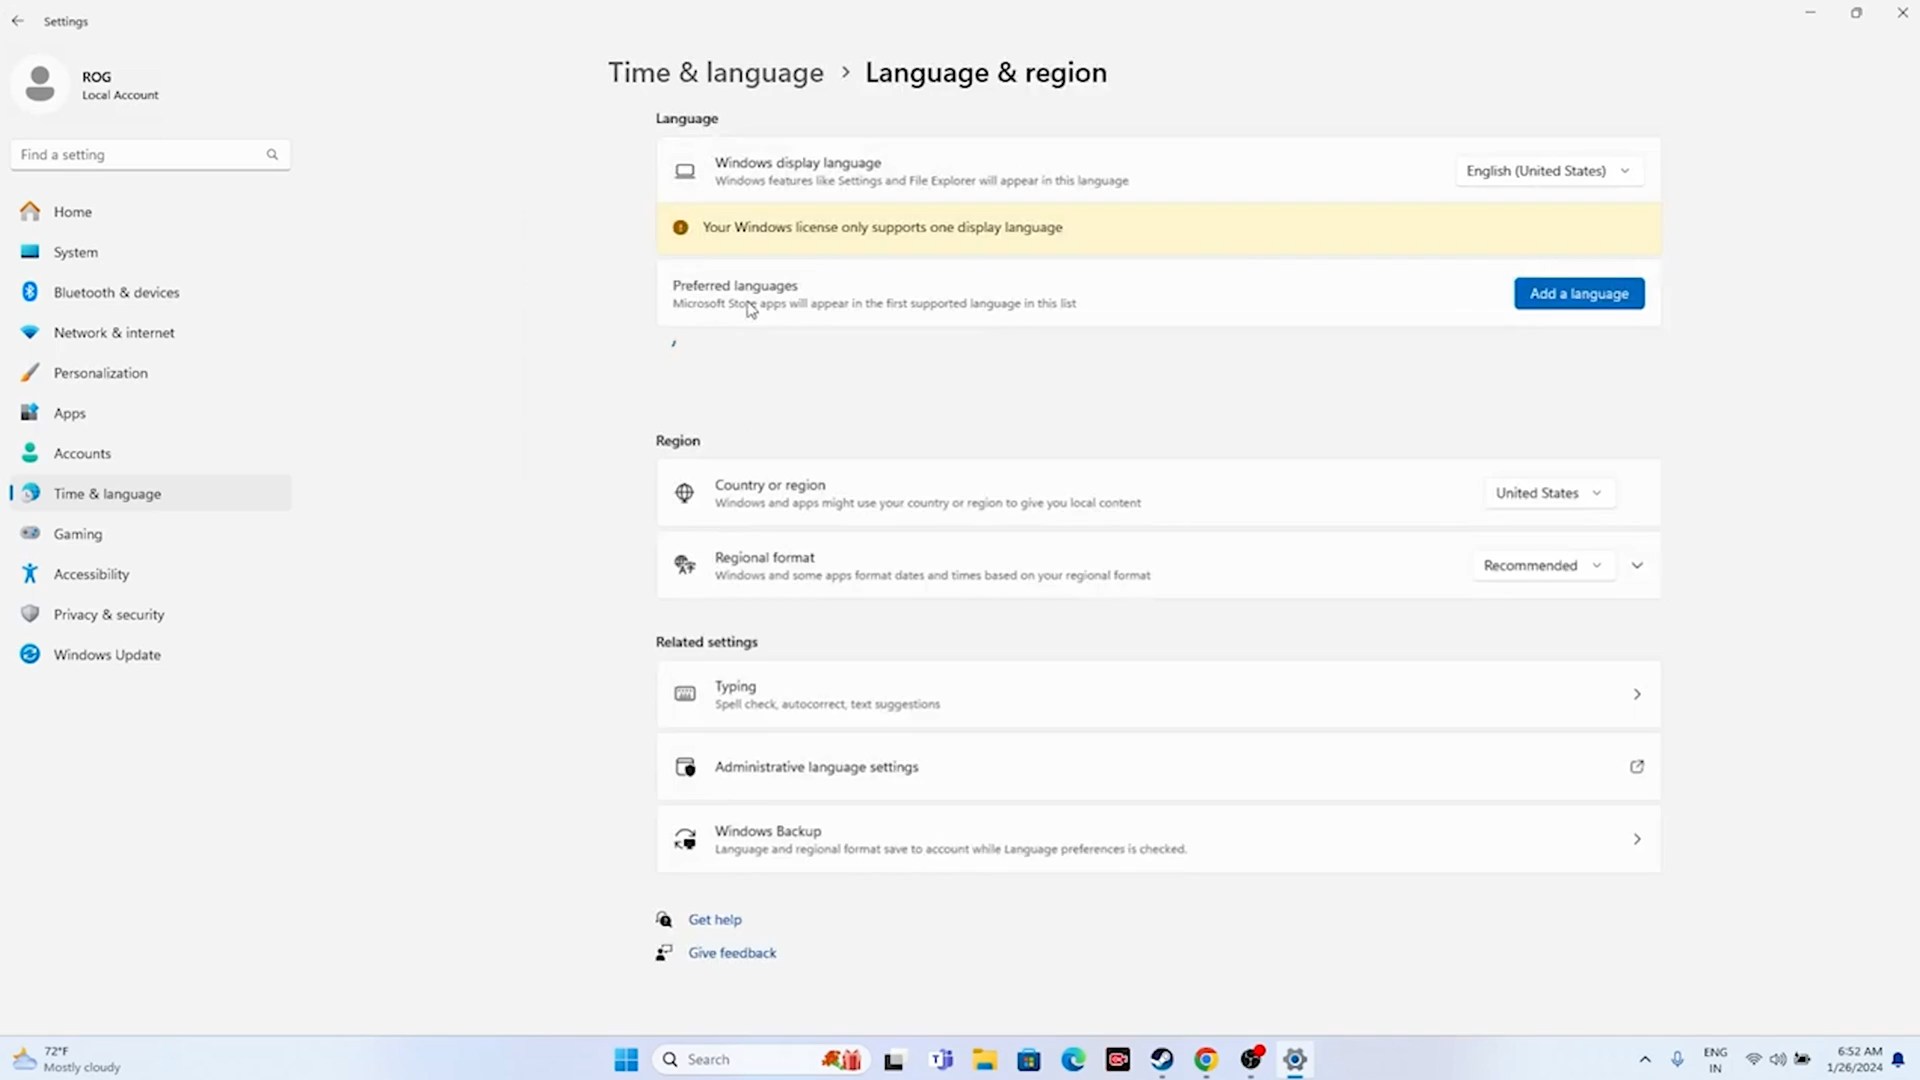 Settings
ROG
Local Account
Find a setting
Home
System
Bluetooth & devices
Network & internet
Personalization
Apps
Accounts
Time & language
Gaming
Accessibility
Privacy & security
Windows Update
Time & language > Language & region
Language
Windows display language
Windows features like Settings and File Explorer will appear in this language
English (United States)
Your Windows license only supports one display language
Preferred languages
Microsoft Store apps will appear in the first supported language in this list
Add a language
Region
Country or region
Windows and apps might use your country or region to give you local content
United States
Regional format
Windows and some apps format dates and times based on your regional format
Recommended
Related settings
Typing
Spell check, autocorrect, text suggestions
Administrative language settings
Windows Backup
Language and regional format save to account while Language preferences is checked.
Get help
Give feedback
72°F
Mostly cloudy
Search
ENG
IN
6:52 AM
1/26/2024